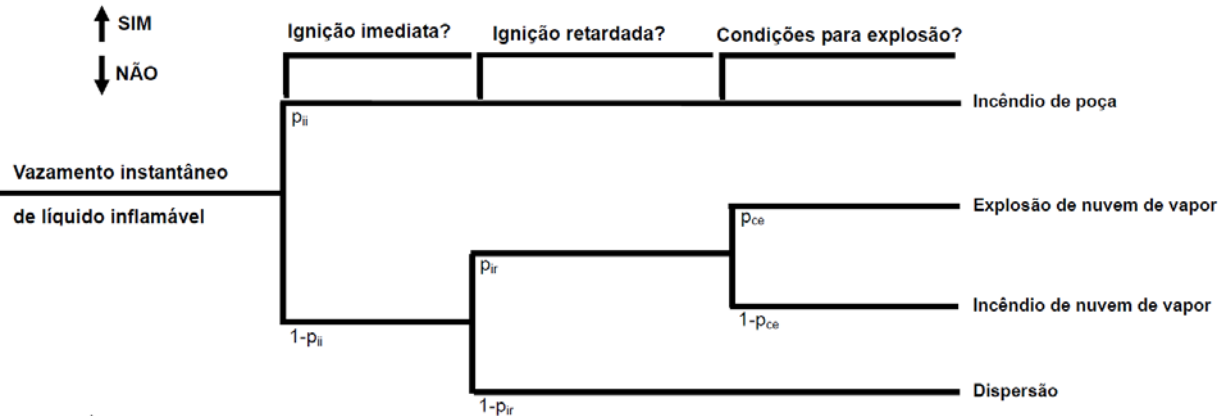 SIM
NÃO
Ignição imediata?
Ignição retardada?
Condições para explosão?
Incêndio de poça
pii
Vazamento instantâneo
de líquido inflamável
Explosão de nuvem de vapor
pce
pir
Incêndio de nuvem de vapor
1-pce
1-pii
Dispersão
1-pir